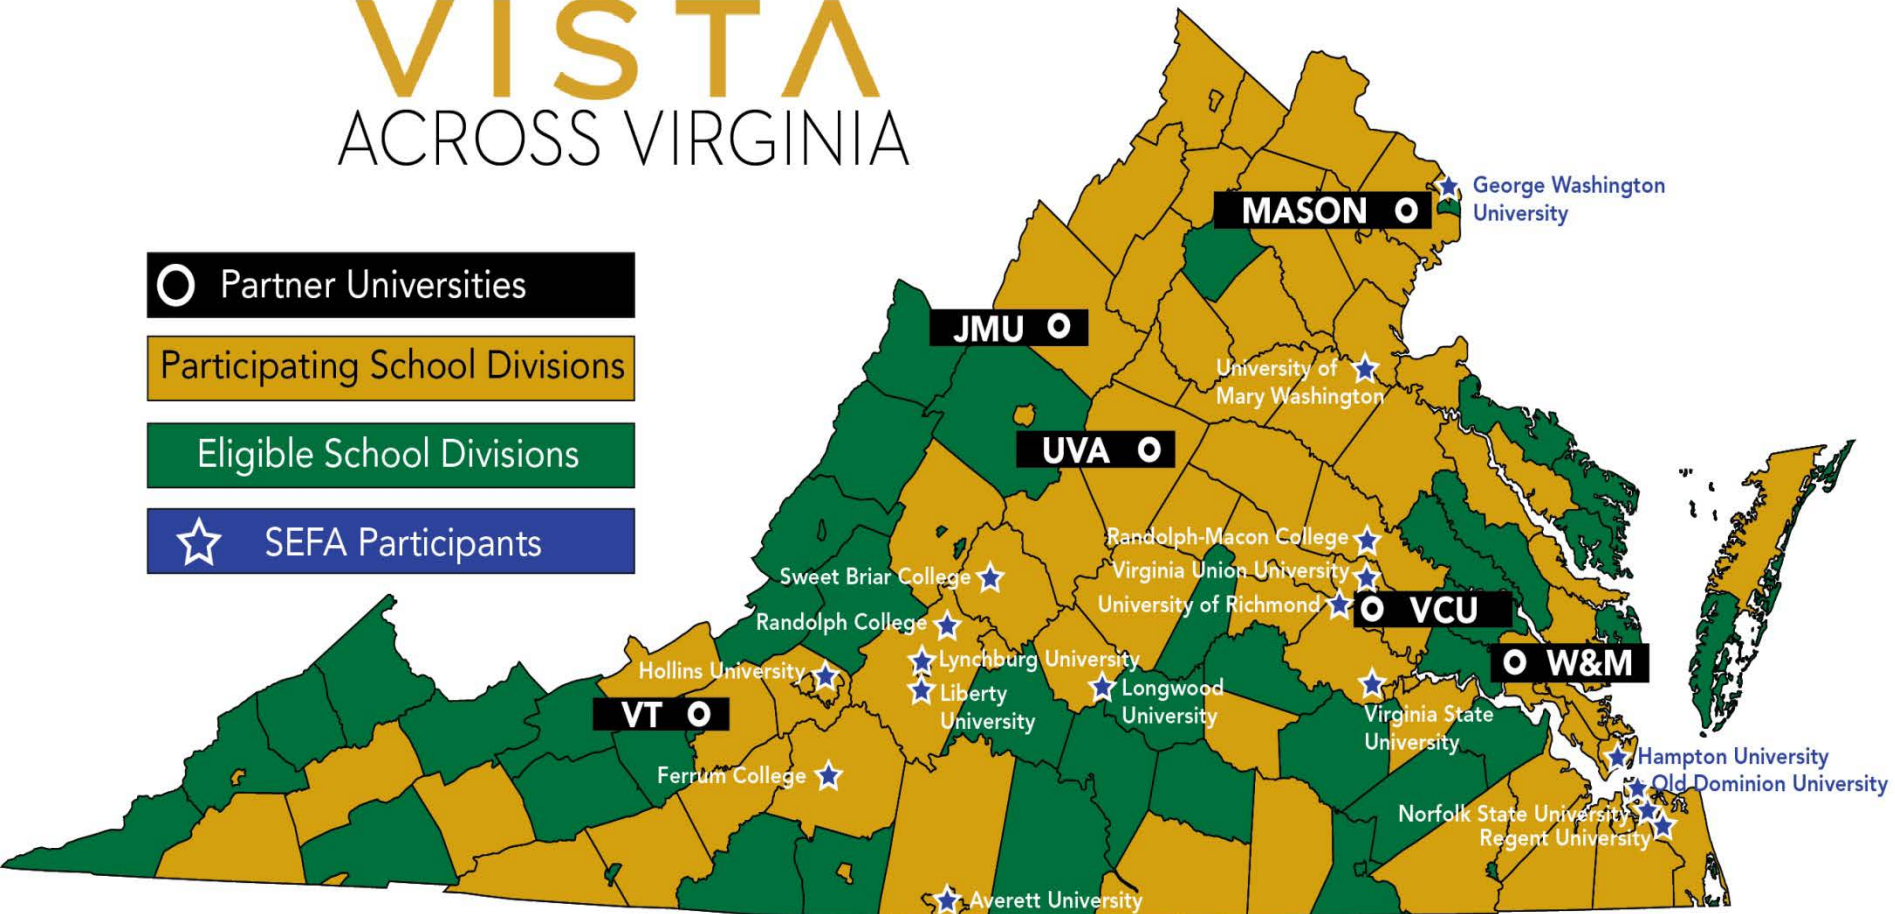 VISTA
ACROSS VIRGINIA
Partner Universities
Participating School Divisions
Eligible School Divisions
SEFA Participants
George Washington
University
MASON
JMU
University of
Mary Washington
UVA
Randolph-Macon College
Virginia Union University
University of Richmond
VCU
Sweet Briar College
Randolph College
Lynchburg University
Hollins University
Liberty
University
Longwood
University
W&M
VT
Virginia State
University
Ferrum College
Hampton University
Old Dominion University
Norfolk State University
Regent University
Averett University